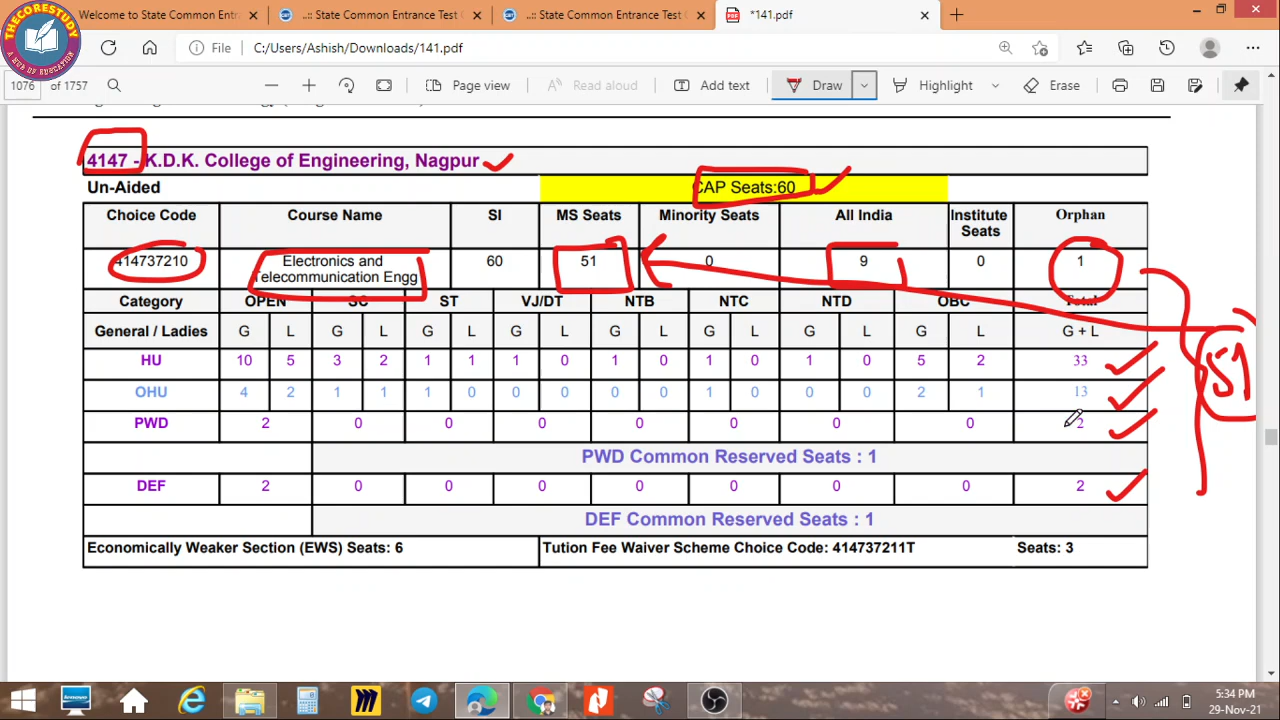 THECORESTUDY
A HUB OF EDUCATION
Welcome to State Common Entra
..:: State Common Entrance Test C
..:: State Common Entrance Test C
*141.pdf
File
C:/Users/Ashish/Downloads/141.pdf
1076 of 1757
Page view
Read aloud
Add text
Draw
Highlight
Erase
4147 - K.D.K. College of Engineering, Nagpur
Un-Aided
CAP Seats:60
Choice Code Course Name SI MS Seats Minority Seats All India Institute Seats Orphan
414737210 Electronics and Telecommunication Engg 60 51 0 9 0 1
Category OPEN SC ST VJ/DT NTB NTC NTD OBC Total
General / Ladies G L G L G L G L G L G L G L G L G + L
HU 10 5 3 2 1 1 1 0 1 0 1 0 1 0 5 2 33
OHU 4 2 1 1 1 0 0 0 0 0 1 0 0 0 2 1 13
51
PWD 2 0 0 0 0 0 0 0 2
PWD Common Reserved Seats : 1
DEF 2 0 0 0 0 0 0 0 2
DEF Common Reserved Seats : 1
Economically Weaker Section (EWS) Seats: 6 Tution Fee Waiver Scheme Choice Code: 414737211T Seats: 3
5:34 PM
29-Nov-21